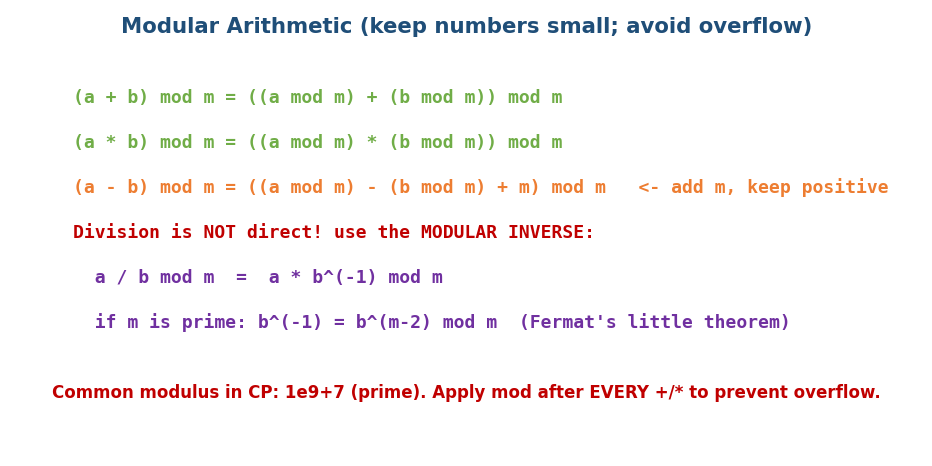 Modular Arithmetic (keep numbers small; avoid overflow)
(a + b) mod m = ((a mod m) + (b mod m)) mod m
(a * b) mod m = ((a mod m) * (b mod m)) mod m
(a - b) mod m = ((a mod m) - (b mod m) + m) mod m   <- add m, keep positive
Division is NOT direct! use the MODULAR INVERSE:
a / b mod m  =  a * b^(-1) mod m
if m is prime: b^(-1) = b^(m-2) mod m  (Fermat's little theorem)
Common modulus in CP: 1e9+7 (prime). Apply mod after EVERY +/* to prevent overflow.